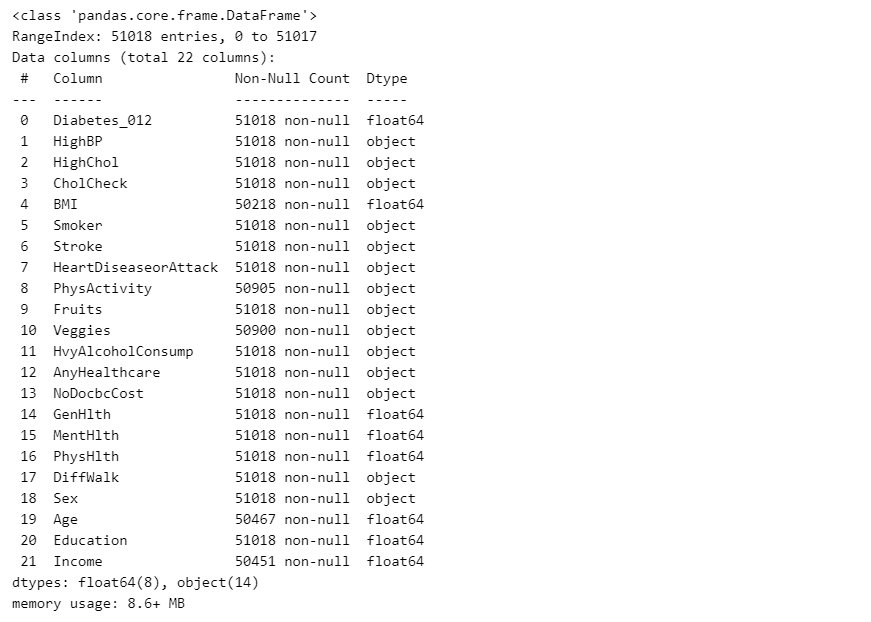 <class 'pandas.core.frame.DataFrame'>
RangeIndex: 51018 entries, 0 to 51017
Data columns (total 22 columns):
 #   Column                Non-Null Count  Dtype
---  ------                --------------  -----
 0   Diabetes_012          51018 non-null  float64
 1   HighBP                51018 non-null  object
 2   HighChol              51018 non-null  object
 3   CholCheck             51018 non-null  object
 4   BMI                   50218 non-null  float64
 5   Smoker                51018 non-null  object
 6   Stroke                51018 non-null  object
 7   HeartDiseaseorAttack  51018 non-null  object
 8   PhysActivity          50905 non-null  object
 9   Fruits                51018 non-null  object
 10  Veggies               50900 non-null  object
 11  HvyAlcoholConsump     51018 non-null  object
 12  AnyHealthcare         51018 non-null  object
 13  NoDocbcCost           51018 non-null  object
 14  GenHlth               51018 non-null  float64
 15  MentHlth              51018 non-null  float64
 16  PhysHlth              51018 non-null  float64
 17  DiffWalk              51018 non-null  object
 18  Sex                   51018 non-null  object
 19  Age                   50467 non-null  float64
 20  Education             51018 non-null  float64
 21  Income                50451 non-null  float64
dtypes: float64(8), object(14)
memory usage: 8.6+ MB